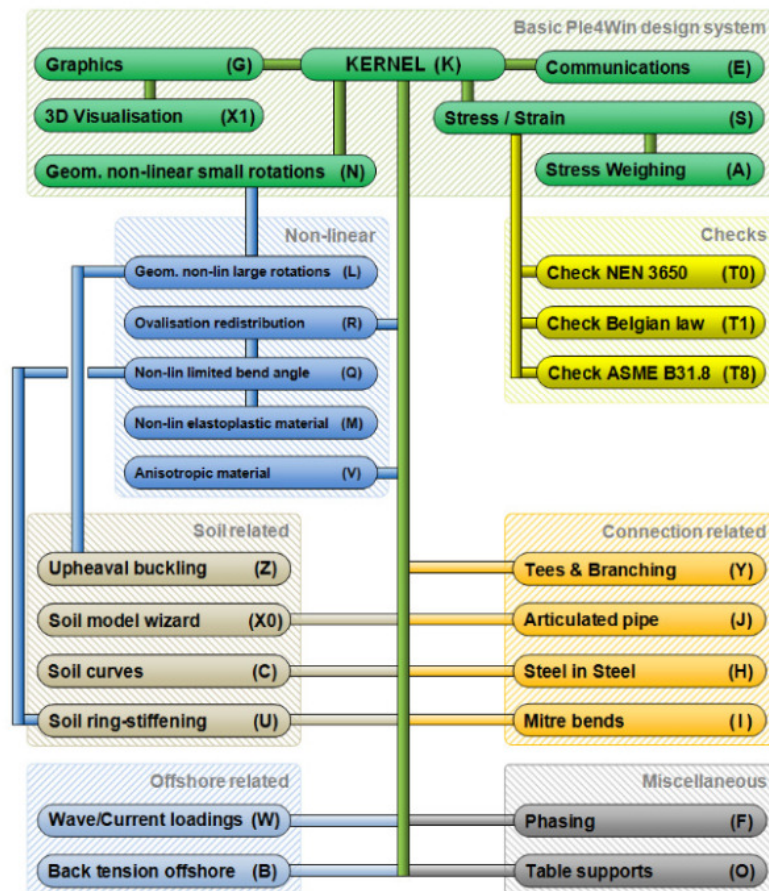 Basic Ple4Win design system
Graphics (G)
KERNEL (K)
Communications (E)
3D Visualisation (X1)
Stress / Strain (S)
Geom. non-linear small rotations (N)
Stress Weighing (A)
Non-linear
Geom. non-lin large rotations (L)
Ovalisation redistribution (R)
Non-lin limited bend angle (Q)
Non-lin elastoplastic material (M)
Anisotropic material (V)
Checks
Check NEN 3650 (T0)
Check Belgian law (T1)
Check ASME B31.8 (T8)
Soil related
Upheaval buckling (Z)
Soil model wizard (X0)
Soil curves (C)
Soil ring-stiffening (U)
Connection related
Tees & Branching (Y)
Articulated pipe (J)
Steel in Steel (H)
Mitre bends (I)
Offshore related
Wave/Current loadings (W)
Back tension offshore (B)
Miscellaneous
Phasing (F)
Table supports (O)